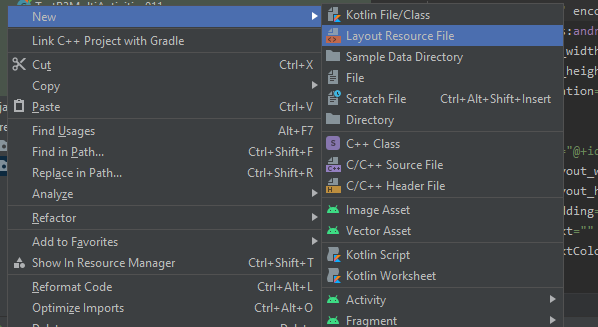 New
Link C++ Project with Gradle
Cut Ctrl+X
Copy
Paste Ctrl+V
Find Usages Alt+F7
Find in Path... Ctrl+Shift+F
Replace in Path... Ctrl+Shift+R
Analyze
Refactor
Add to Favorites
Show In Resource Manager Ctrl+Shift+T
Reformat Code Ctrl+Alt+L
Optimize Imports Ctrl+Alt+O
Kotlin File/Class
Layout Resource File
Sample Data Directory
File
Scratch File Ctrl+Alt+Shift+Insert
Directory
C++ Class
C/C++ Source File
C/C++ Header File
Image Asset
Vector Asset
Kotlin Script
Kotlin Worksheet
Activity
Fragment
enco
s:andr
_width
_heigh
ation=
="@+id
yout_w
yout_h
dding=
xt=""
xtColo